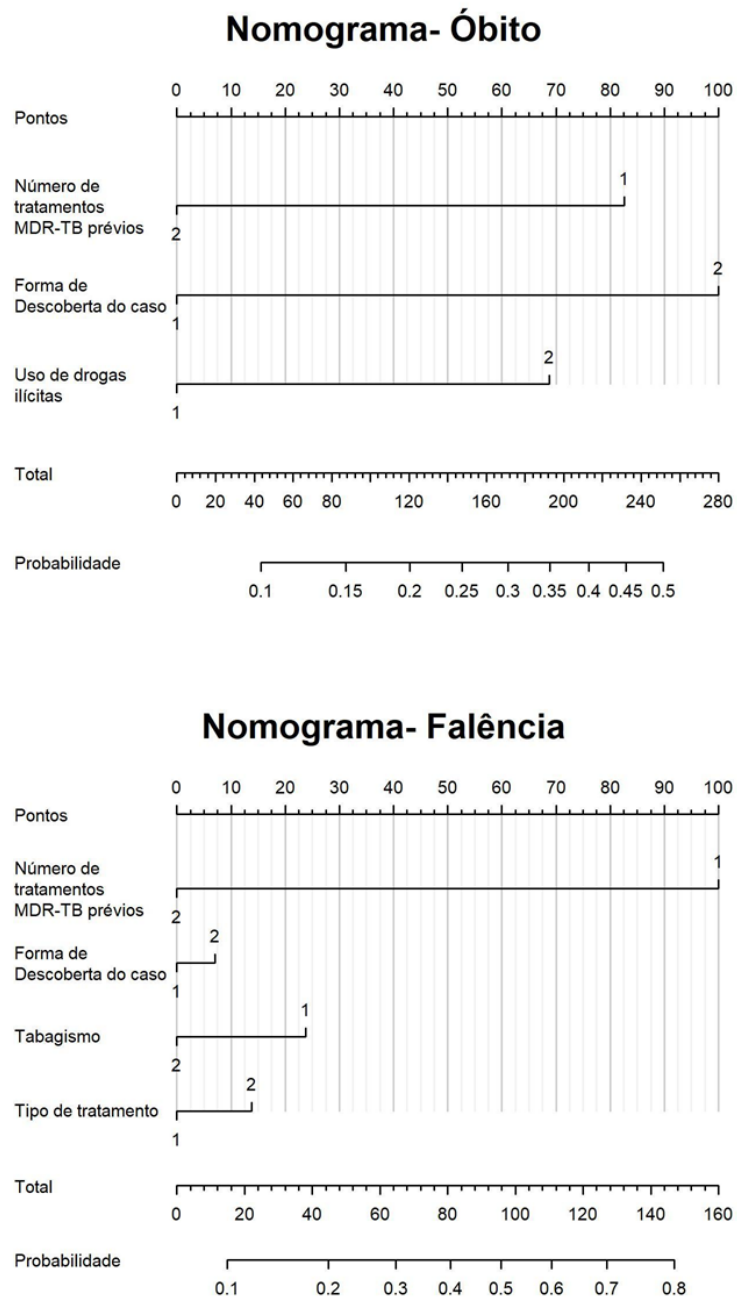 Nomograma- Óbito
0 10 20 30 40 50 60 70 80 90 100
Pontos
1
Número de
tratamentos
MDR-TB prévios
2
2
Forma de
Descoberta do caso
1
2
Uso de drogas
ilícitas
1
Total
0 20 40 60 80 120 160 200 240 280
Probabilidade
0.1 0.15 0.2 0.25 0.3 0.35 0.4 0.45 0.5
Nomograma- Falência
0 10 20 30 40 50 60 70 80 90 100
Pontos
1
Número de
tratamentos
MDR-TB prévios
2
2
Forma de
Descoberta do caso
1
1
Tabagismo
2
2
Tipo de tratamento
1
Total
0 20 40 60 80 100 120 140 160
Probabilidade
0.1 0.2 0.3 0.4 0.5 0.6 0.7 0.8